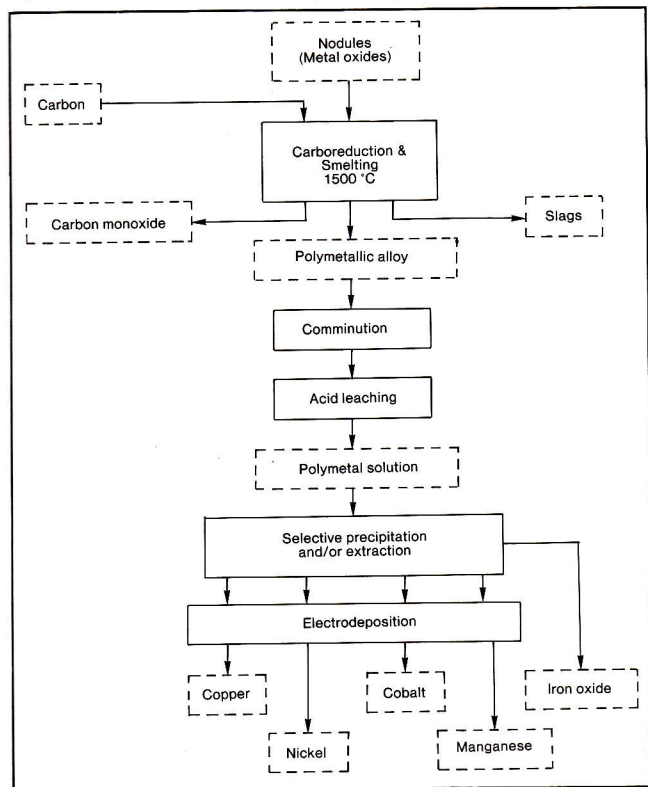 Nodules
(Metal oxides)
Carbon
Carboreduction &
Smelting
1500 °C
Carbon monoxide
Slags
Polymetallic alloy
Comminution
Acid leaching
Polymetal solution
Selective precipitation
and/or extraction
Electrodeposition
Copper
Cobalt
Iron oxide
Nickel
Manganese